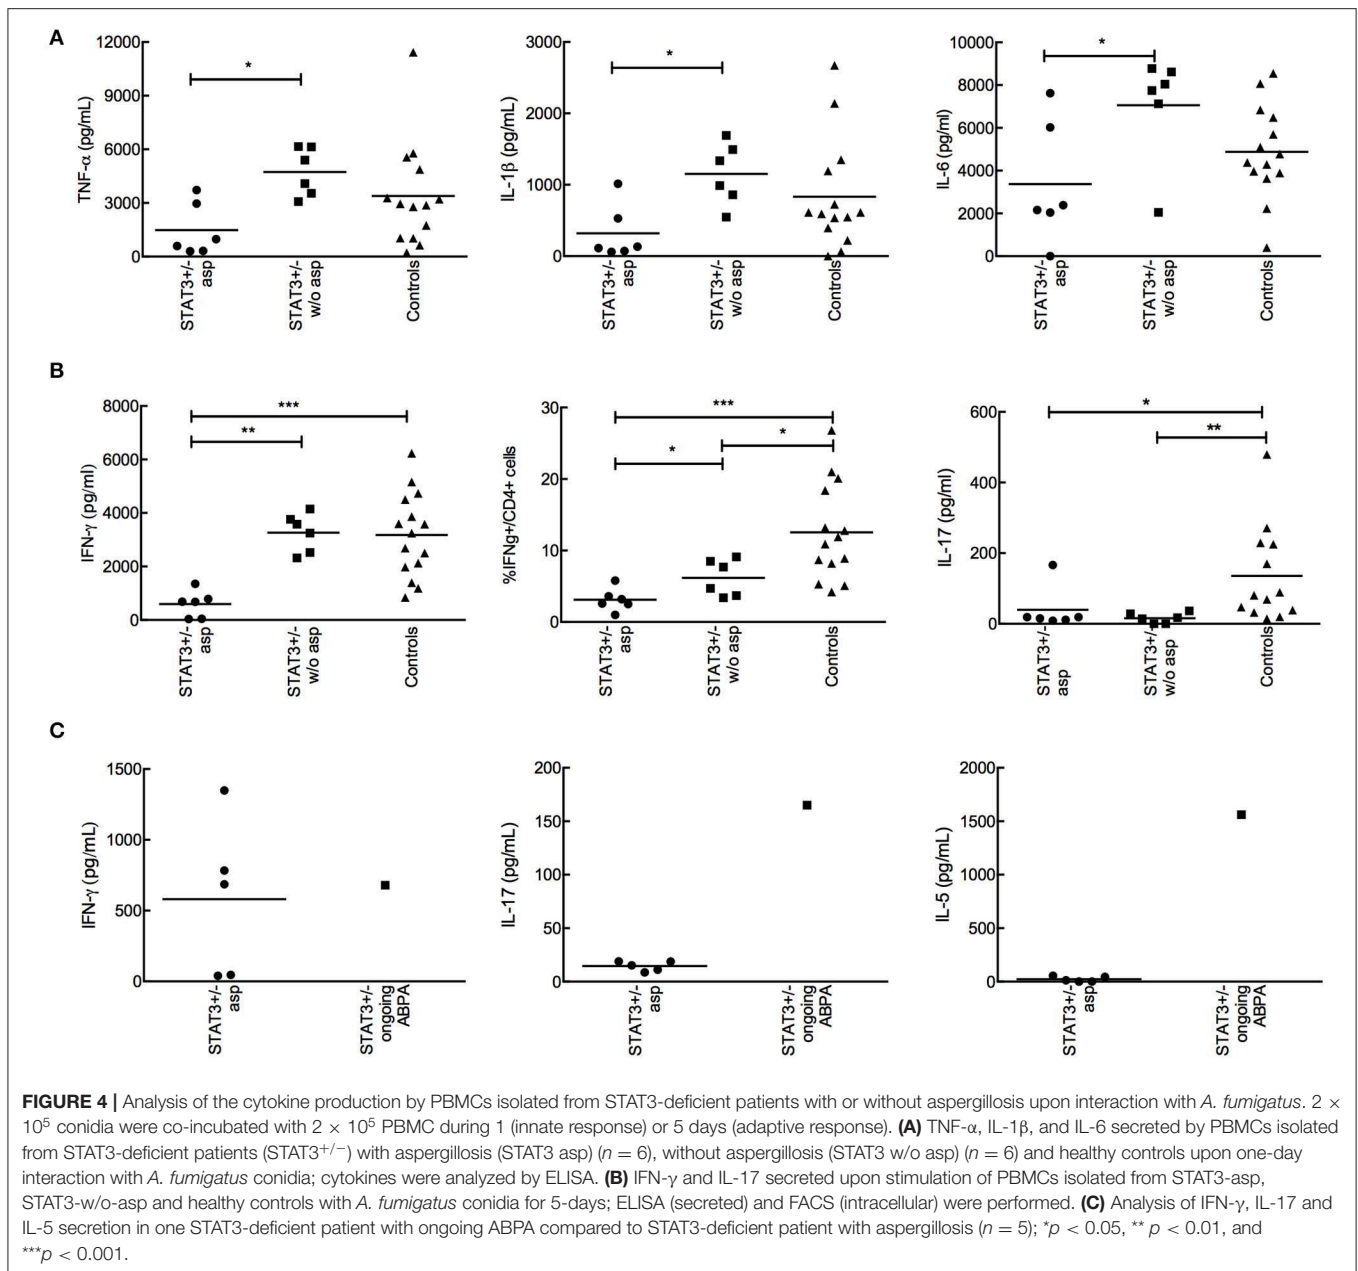 A
TNF-α (pg/mL)
12000
9000
6000
3000
0
*
STAT3+/-
asp
STAT3+/-
w/o asp
Controls
IL-1β (pg/mL)
3000
2000
1000
0
*
STAT3+/-
asp
STAT3+/-
w/o asp
Controls
IL-6 (pg/ml)
10000
8000
6000
4000
2000
0
*
STAT3+/-
asp
STAT3+/-
w/o asp
Controls
B
IFN-γ (pg/ml)
8000
6000
4000
2000
0
***
**
STAT3+/-
asp
STAT3+/-
w/o asp
Controls
%IFNg+/CD4+ cells
30
20
10
0
***
*
*
STAT3+/-
asp
STAT3+/-
w/o asp
Controls
IL-17 (pg/ml)
600
400
200
0
*
**
STAT3+/-
asp
STAT3+/-
w/o asp
Controls
C
IFN-γ (pg/mL)
1500
1000
500
0
STAT3+/-
asp
STAT3+/-
ongoing
ABPA
IL-17 (pg/mL)
200
150
100
50
0
STAT3+/-
asp
STAT3+/-
ongoing
ABPA
IL-5 (pg/mL)
2000
1500
1000
500
0
STAT3+/-
asp
STAT3+/-
ongoing
ABPA
FIGURE 4 | Analysis of the cytokine production by PBMCs isolated from STAT3-deficient patients with or without aspergillosis upon interaction with A. fumigatus. 2 ×
10⁵ conidia were co-incubated with 2 × 10⁵ PBMC during 1 (innate response) or 5 days (adaptive response). (A) TNF-α, IL-1β, and IL-6 secreted by PBMCs isolated
from STAT3-deficient patients (STAT3⁺/⁻) with aspergillosis (STAT3 asp) (n = 6), without aspergillosis (STAT3 w/o asp) (n = 6) and healthy controls upon one-day
interaction with A. fumigatus conidia; cytokines were analyzed by ELISA. (B) IFN-γ and IL-17 secreted upon stimulation of PBMCs isolated from STAT3-asp,
STAT3-w/o-asp and healthy controls with A. fumigatus conidia for 5-days; ELISA (secreted) and FACS (intracellular) were performed. (C) Analysis of IFN-γ, IL-17 and
IL-5 secretion in one STAT3-deficient patient with ongoing ABPA compared to STAT3-deficient patient with aspergillosis (n = 5); *p < 0.05, ** p < 0.01, and
***p < 0.001.